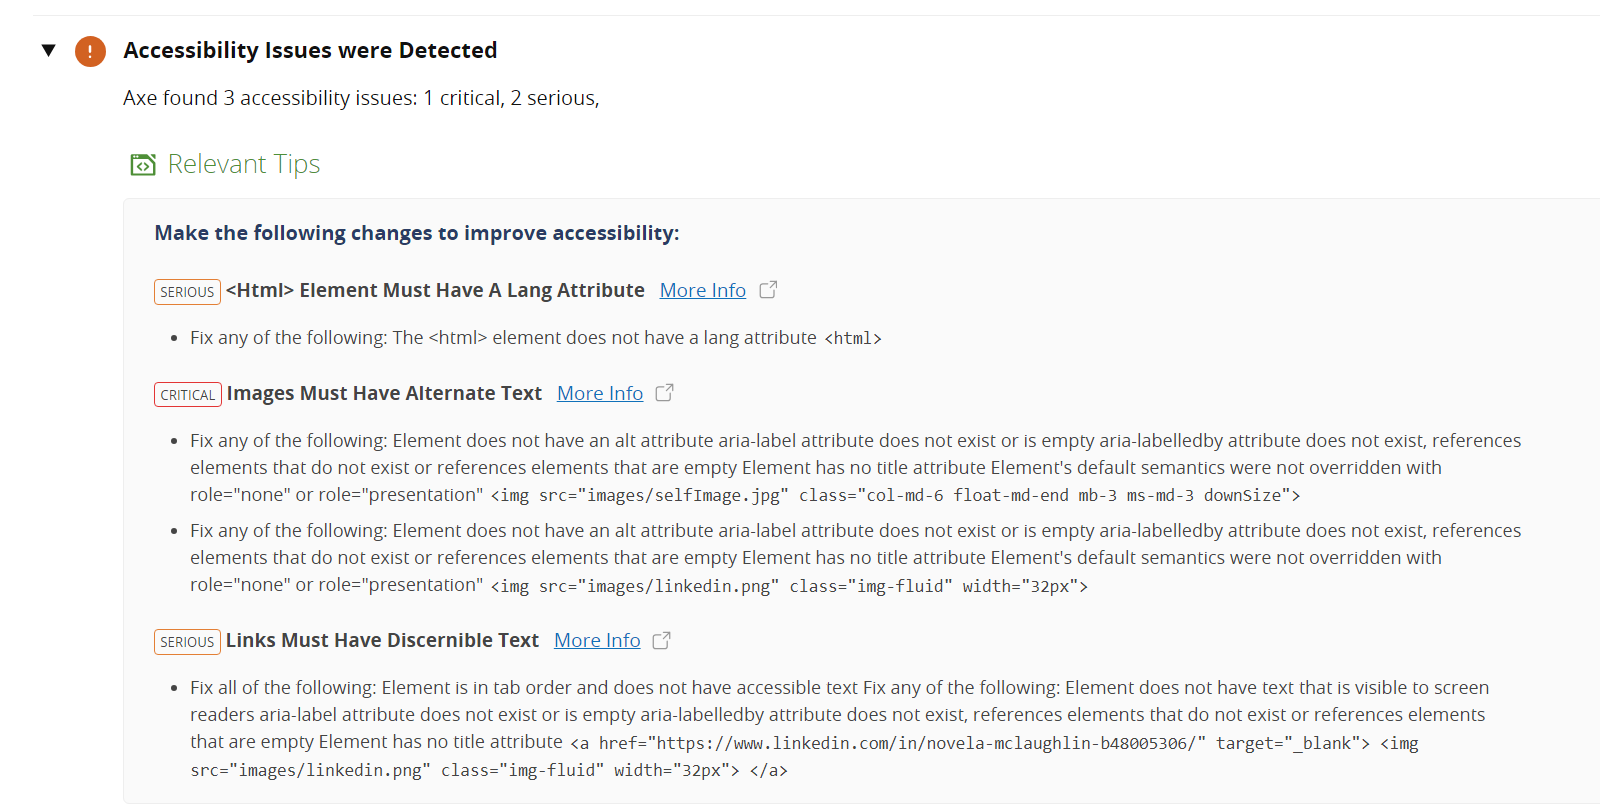 Accessibility Issues were Detected
Axe found 3 accessibility issues: 1 critical, 2 serious,
Relevant Tips
Make the following changes to improve accessibility:
SERIOUS <Html> Element Must Have A Lang Attribute More Info
• Fix any of the following: The <html> element does not have a lang attribute <html>
CRITICAL Images Must Have Alternate Text More Info
• Fix any of the following: Element does not have an alt attribute aria-label attribute does not exist or is empty aria-labelledby attribute does not exist, references
elements that do not exist or references elements that are empty Element has no title attribute Element's default semantics were not overridden with
role="none" or role="presentation" <img src="images/selfImage.jpg" class="col-md-6 float-md-end mb-3 ms-md-3 downSize">
• Fix any of the following: Element does not have an alt attribute aria-label attribute does not exist or is empty aria-labelledby attribute does not exist, references
elements that do not exist or references elements that are empty Element has no title attribute Element's default semantics were not overridden with
role="none" or role="presentation" <img src="images/linkedin.png" class="img-fluid" width="32px">
SERIOUS Links Must Have Discernible Text More Info
• Fix all of the following: Element is in tab order and does not have accessible text Fix any of the following: Element does not have text that is visible to screen
readers aria-label attribute does not exist or is empty aria-labelledby attribute does not exist, references elements that do not exist or references elements
that are empty Element has no title attribute <a href="https://www.linkedin.com/in/novela-mclaughlin-b48005306/" target="_blank"> <img
src="images/linkedin.png" class="img-fluid" width="32px"> </a>